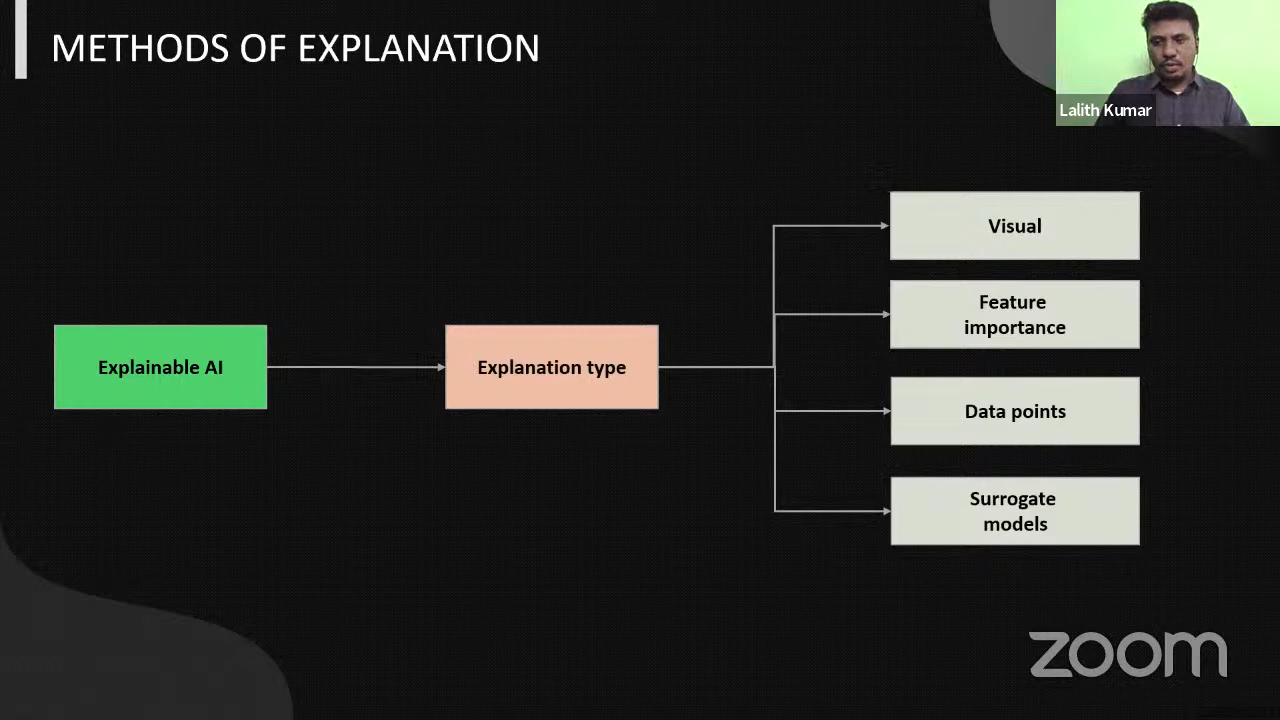 METHODS OF EXPLANATION
Lalith Kumar
Visual
Feature
importance
Explainable AI
Explanation type
Data points
Surrogate
models
zoom